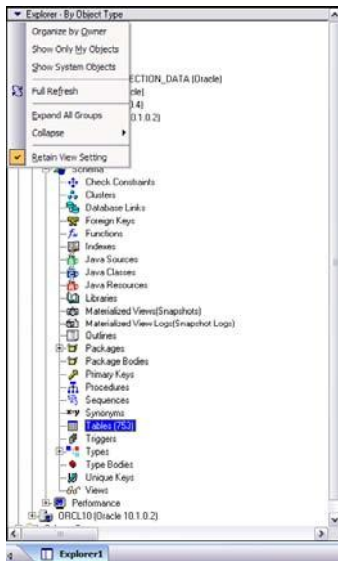 Explorer - By Object Type
Organize by Owner
Show Only My Objects
Show System Objects
ECTION_DATA (Oracle)
Full Refresh
cle)
0.4)
Expand All Groups
0.1.0.2)
Collapse
Retain View Setting
Schema
Check Constraints
Clusters
Database Links
Foreign Keys
Functions
Indexes
Java Sources
Java Classes
Java Resources
Libraries
Materialized Views(Snapshots)
Materialized View Logs(Snapshot Logs)
Outlines
Packages
Package Bodies
Primary Keys
Procedures
Sequences
Synonyms
Tables (753)
Triggers
Types
Type Bodies
Unique Keys
Views
Performance
ORCL10 (Oracle 10.1.0.2)
Explorer1